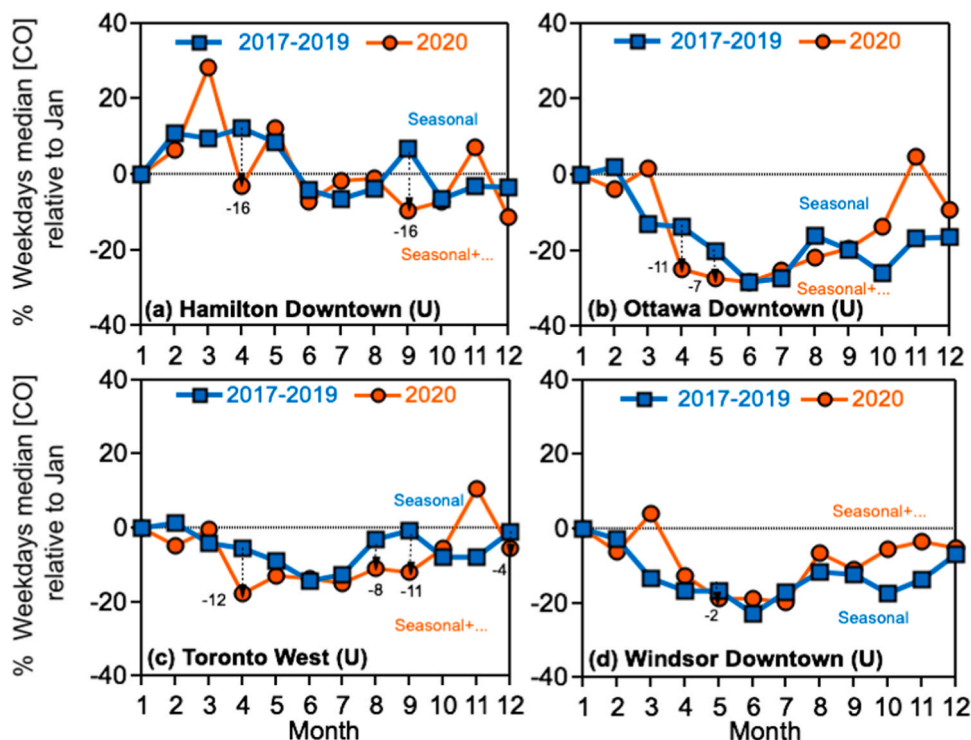 % Weekdays median [CO]
relative to Jan
40
20
0
-20
-40
2017-2019
2020
Seasonal
-16
-16
Seasonal+...
(a) Hamilton Downtown (U)
1 2 3 4 5 6 7 8 9 10 11 12
40
20
0
-20
-40
2017-2019
2020
Seasonal
-11
-7
Seasonal+...
(b) Ottawa Downtown (U)
1 2 3 4 5 6 7 8 9 10 11 12
% Weekdays median [CO]
relative to Jan
40
20
0
-20
-40
2017-2019
2020
Seasonal
-12
-8
-11
-4
Seasonal+...
(c) Toronto West (U)
1 2 3 4 5 6 7 8 9 10 11 12
Month
40
20
0
-20
-40
2017-2019
2020
Seasonal+...
-2
Seasonal
(d) Windsor Downtown (U)
1 2 3 4 5 6 7 8 9 10 11 12
Month